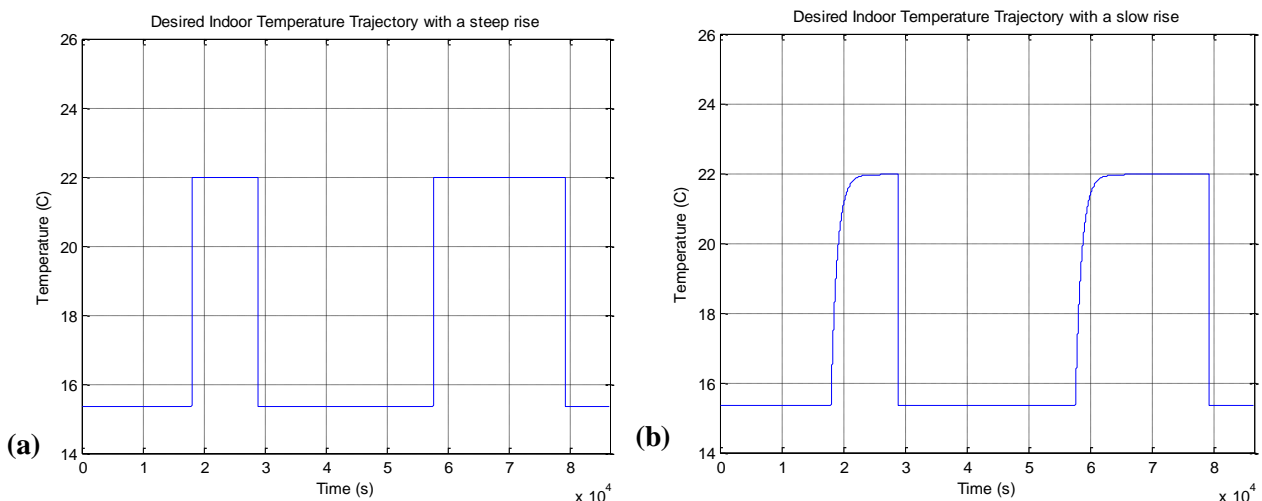 Desired Indoor Temperature Trajectory with a steep rise
26
24
22
20
18
16
14
Temperature (C)
0 1 2 3 4 5 6 7 8
Time (s)
x 10^4
(a)
Desired Indoor Temperature Trajectory with a slow rise
26
24
22
20
18
16
14
Temperature (C)
0 1 2 3 4 5 6 7 8
Time (s)
x 10^4
(b)